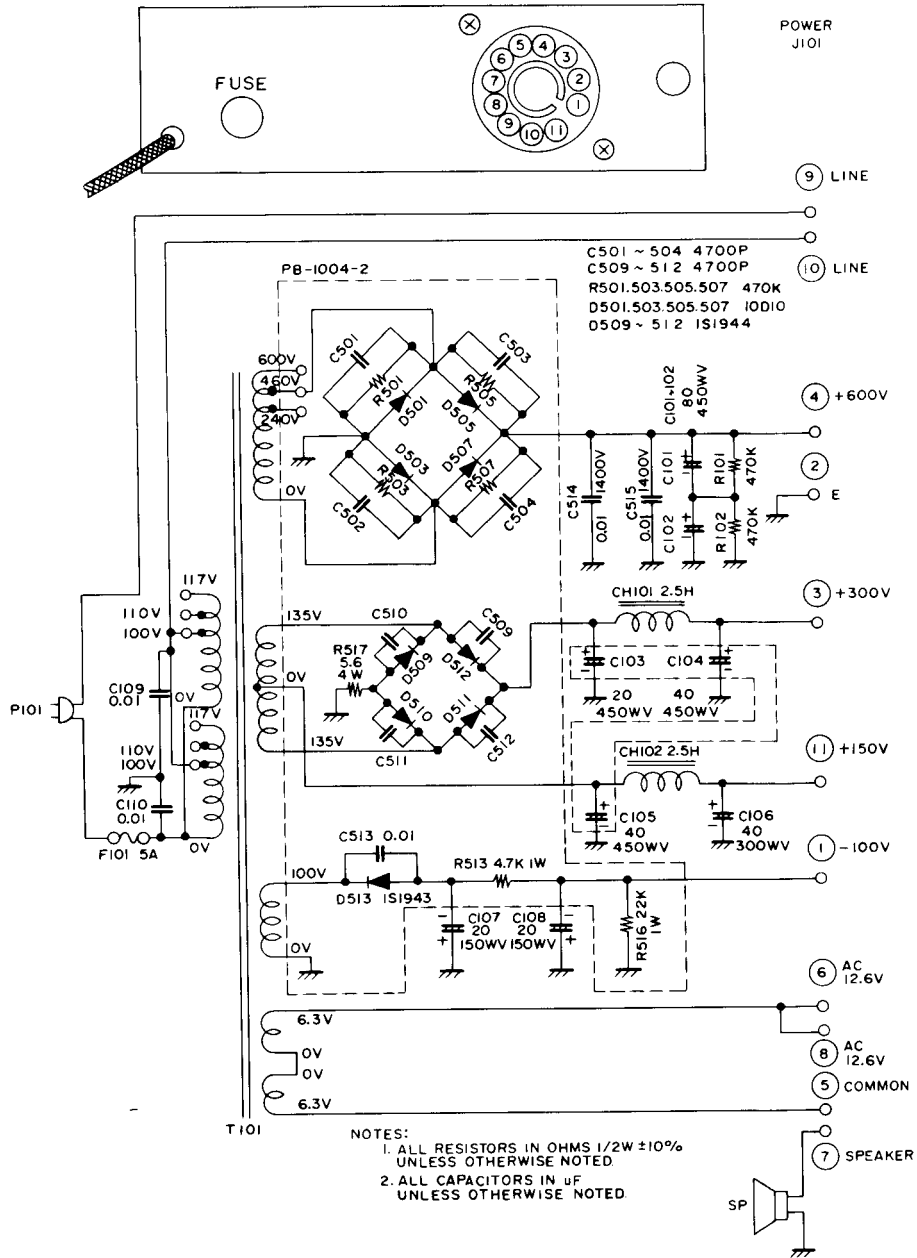 POWER
J101
FUSE
1
2
3
4
5
6
7
8
9
10
11
9 LINE
10 LINE
PB-1004-2
C501 ~ 504 4700P
C509 ~ 512 4700P
R501.503.505.507 470K
D501.503.505.507 10D10
D509 ~ 512 1S1944
600V
460V
240V
0V
C501
R501
D501
C503
R505
D505
D503
R503
C502
D507
R507
C504
C514
0.01
1400V
C515
0.01
1400V
C101,102
80
450WV
C101
C102
R101
470K
R102
470K
4 +600V
2
E
117V
110V
100V
0V
117V
110V
100V
0V
P101
C109
0.01
C110
0.01
F101 5A
135V
0V
135V
R517
5.6
4W
C510
D509
C509
D512
D510
C511
D511
C512
CH101 2.5H
3 +300V
C103
20
450WV
C104
40
450WV
CH102 2.5H
11 +150V
C105
40
450WV
C106
40
300WV
100V
0V
C513 0.01
D513 1S1943
R513 4.7K 1W
1 -100V
C107
20
150WV
C108
20
150WV
R516 22K
1W
6.3V
0V
0V
6.3V
6 AC
12.6V
8 AC
12.6V
5 COMMON
7 SPEAKER
SP
T101
NOTES:
1. ALL RESISTORS IN OHMS 1/2W ±10%
UNLESS OTHERWISE NOTED.
2. ALL CAPACITORS IN uF
UNLESS OTHERWISE NOTED.